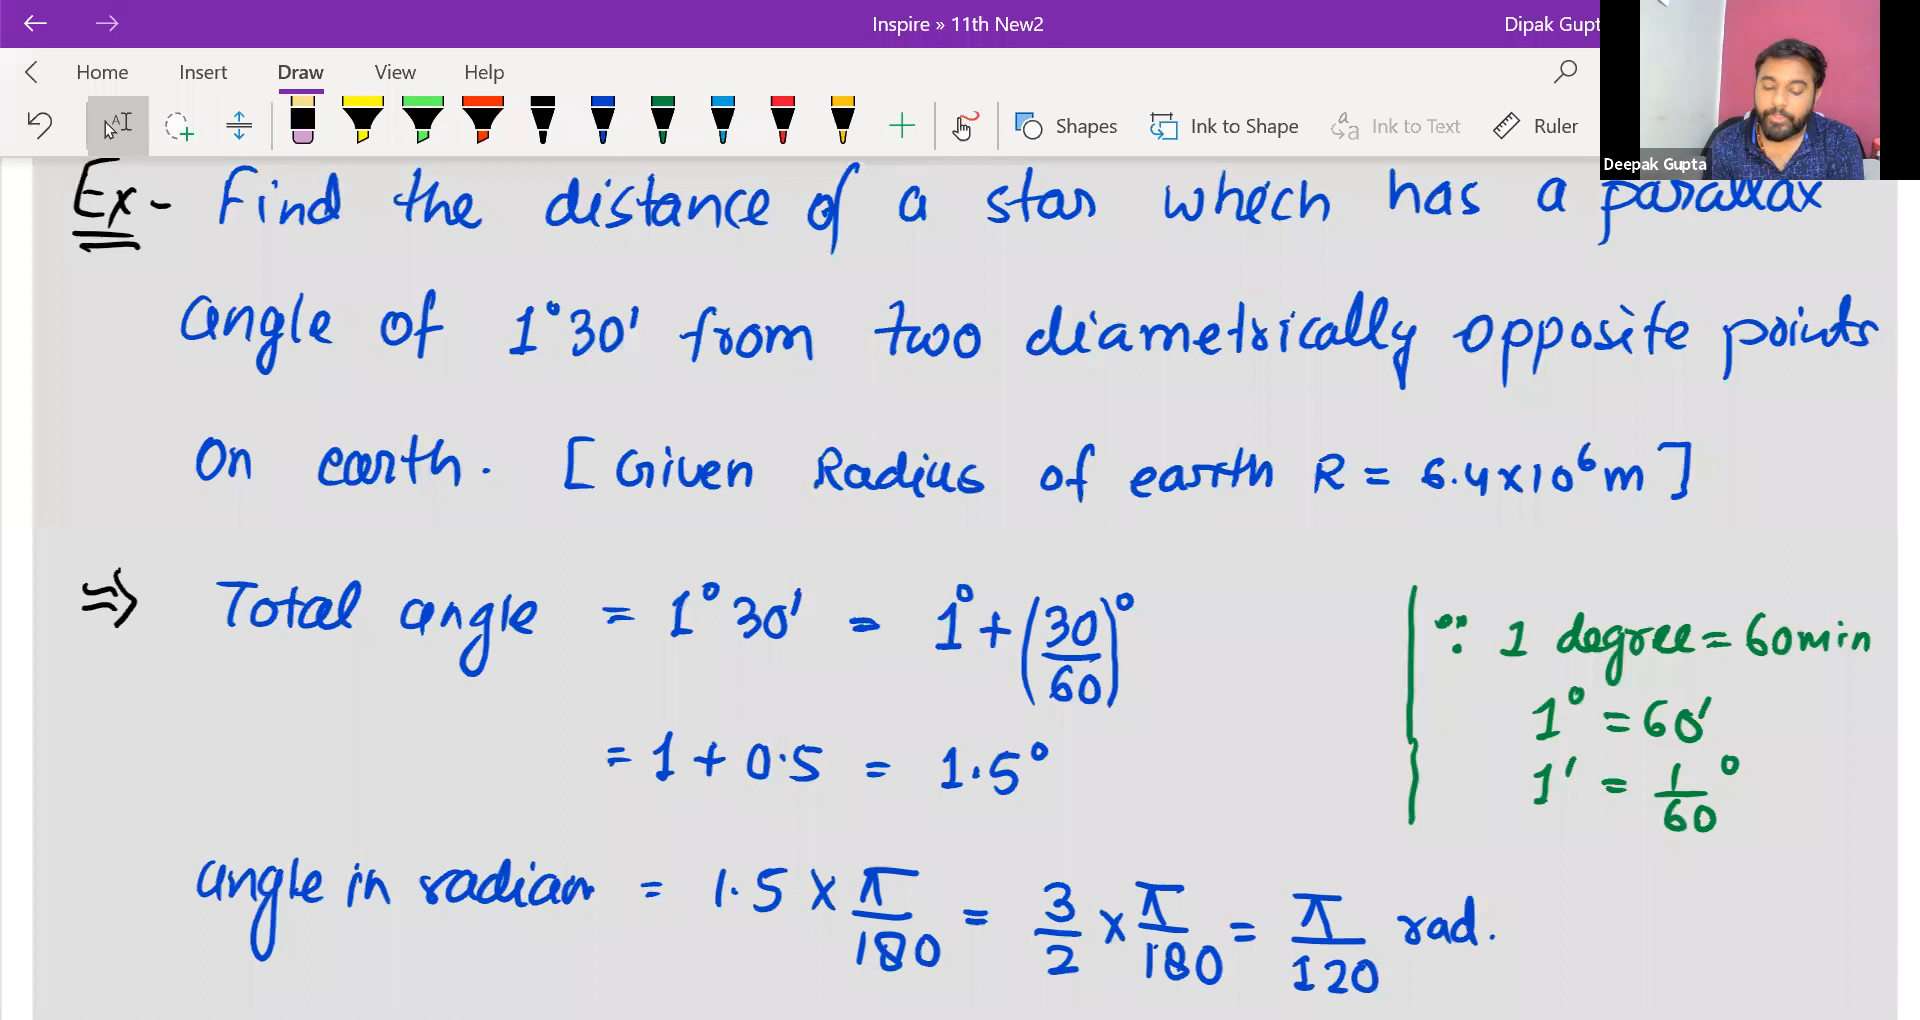 Inspire » 11th New2
Dipak Gupt
Home Insert Draw View Help
Shapes Ink to Shape Ink to Text Ruler
Deepak Gupta
Ex - Find the distance of a star which has a parallax
angle of 1°30' from two diametrically opposite points
on earth. [Given Radius of earth R = 6.4×10⁶m]
⇒ Total angle = 1°30' = 1° + (30/60)°
= 1 + 0.5 = 1.5°
∵ 1 degree = 60min
1° = 60'
1' = 1/60°
angle in radian = 1.5 × π/180 = 3/2 × π/180 = π/120 rad.